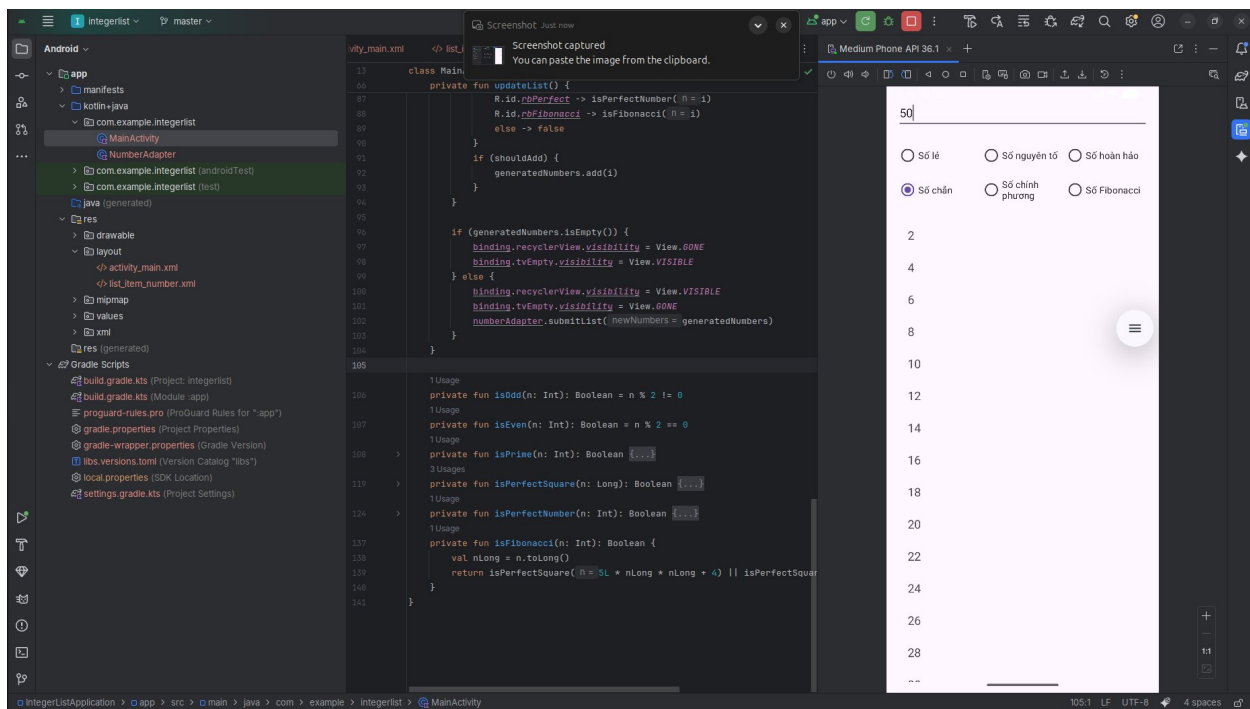 integerlist
master
Screenshot Just now
Screenshot captured
You can paste the image from the clipboard.
app
Android
app
manifests
kotlin+java
com.example.integerlist
MainActivity
NumberAdapter
com.example.integerlist (androidTest)
com.example.integerlist (test)
java (generated)
res
drawable
layout
activity_main.xml
list_item_number.xml
mipmap
values
xml
res (generated)
Gradle Scripts
build.gradle.kts (Project: integerlist)
build.gradle.kts (Module :app)
proguard-rules.pro (ProGuard Rules for ":app")
gradle.properties (Project Properties)
gradle-wrapper.properties (Gradle Version)
libs.versions.toml (Version Catalog "libs")
local.properties (SDK Location)
settings.gradle.kts (Project Settings)
vity_main.xml
list_i
13 class Main
66 private fun updateList() {
87 R.id.rbPerfect -> isPerfectNumber( n = i)
88 R.id.rbFibonacci -> isFibonacci( n = i)
89 else -> false
90 }
91 if (shouldAdd) {
92 generatedNumbers.add(i)
93 }
94 }
95
96 if (generatedNumbers.isEmpty()) {
97 binding.recyclerView.visibility = View.GONE
98 binding.tvEmpty.visibility = View.VISIBLE
99 } else {
100 binding.recyclerView.visibility = View.VISIBLE
101 binding.tvEmpty.visibility = View.GONE
102 numberAdapter.submitList( newNumbers = generatedNumbers)
103 }
104 }
105
1 Usage
106 private fun isOdd(n: Int): Boolean = n % 2 != 0
1 Usage
107 private fun isEven(n: Int): Boolean = n % 2 == 0
1 Usage
108 private fun isPrime(n: Int): Boolean {...}
3 Usages
119 private fun isPerfectSquare(n: Long): Boolean {...}
1 Usage
124 private fun isPerfectNumber(n: Int): Boolean {...}
1 Usage
137 private fun isFibonacci(n: Int): Boolean {
138 val nLong = n.toLong()
139 return isPerfectSquare( n = 5L * nLong * nLong + 4) || isPerfectSquar
140 }
141 }
Medium Phone API 36.1
50
Số lẻ Số nguyên tố Số hoàn hảo
Số chẵn Số chính phương Số Fibonacci
2
4
6
8
10
12
14
16
18
20
22
24
26
28
1:1
IntegerListApplication > app > src > main > java > com > example > integerlist > MainActivity
105:1 LF UTF-8 4 spaces